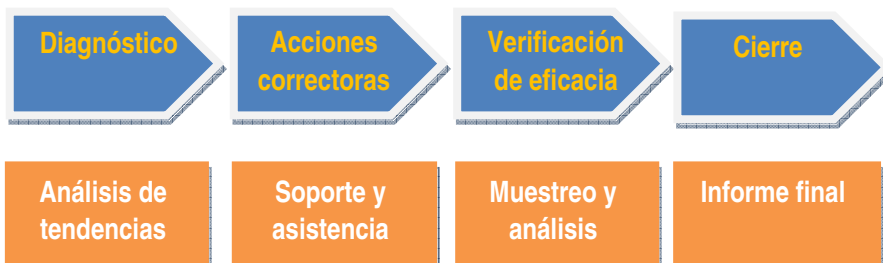 Diagnóstico
Acciones
correctoras
Verificación
de eficacia
Cierre
Análisis de
tendencias
Soporte y
asistencia
Muestreo y
análisis
Informe final